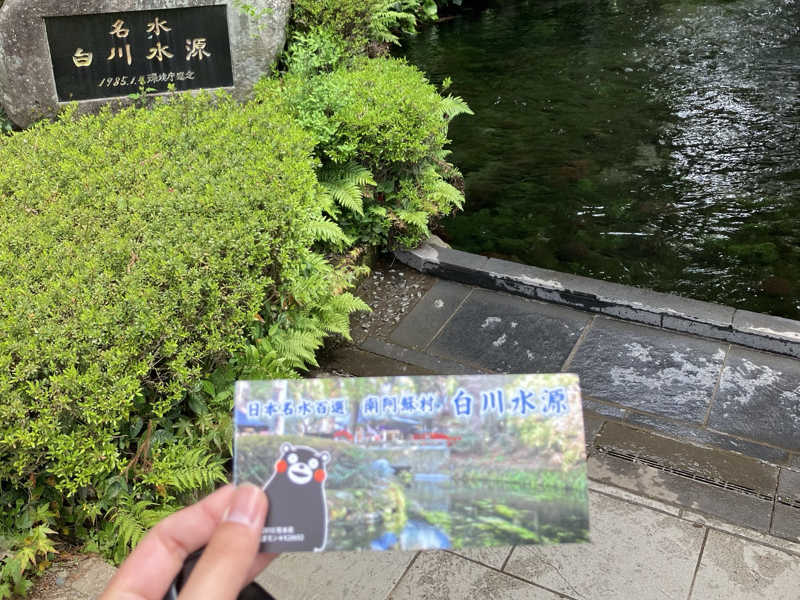 名水
白川水源
1985.1.環境庁認定
日本名水百選 南阿蘇村 白川水源